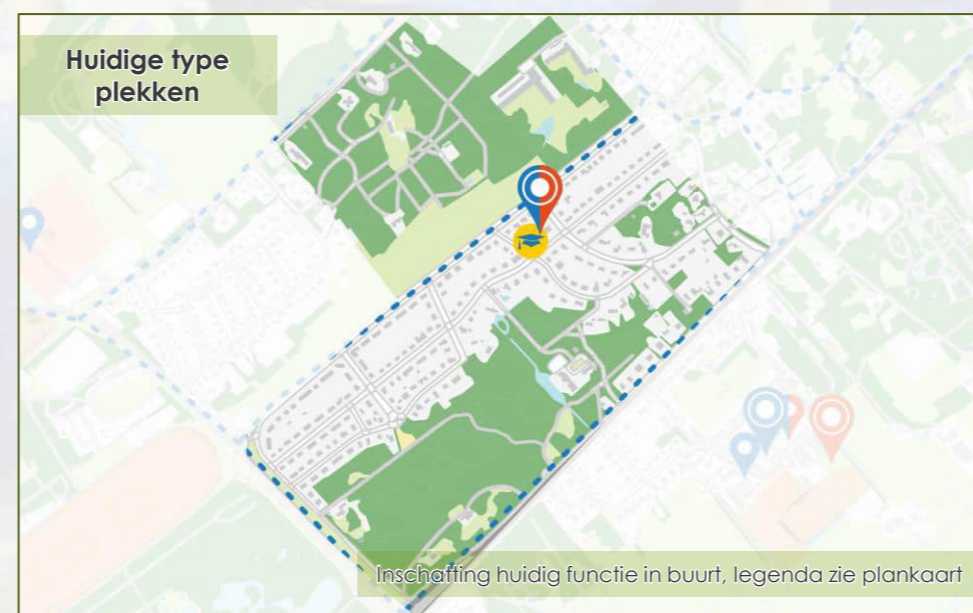 Huidige type
plekken
Inschatting huidig functie in buurt, legenda zie plankaart